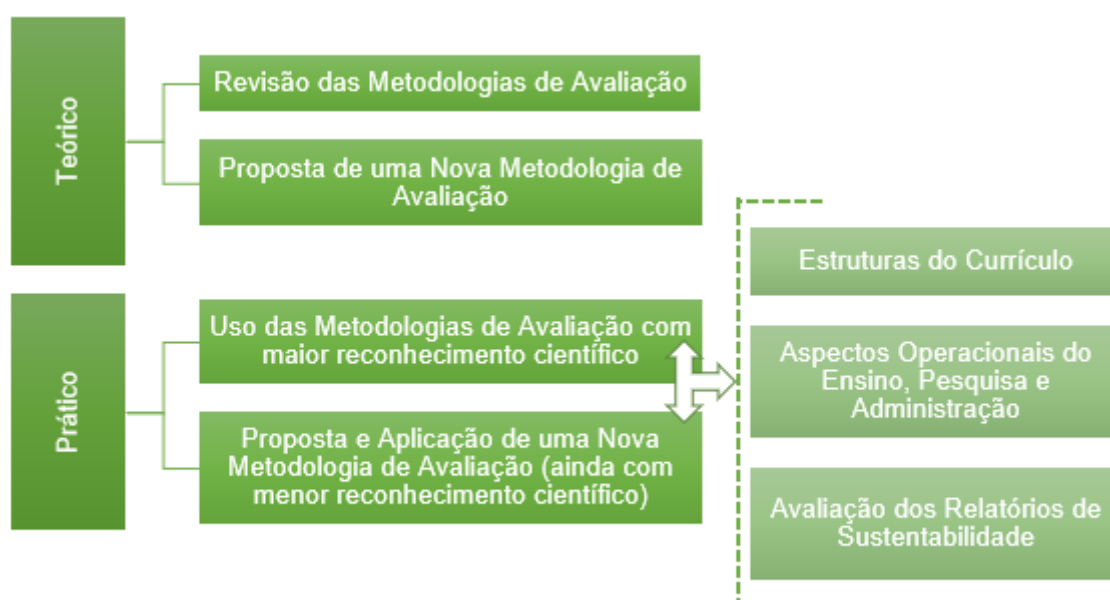 Teórico
Revisão das Metodologias de Avaliação
Proposta de uma Nova Metodologia de
Avaliação
Prático
Uso das Metodologias de Avaliação com
maior reconhecimento científico
Proposta e Aplicação de uma Nova
Metodologia de Avaliação (ainda com
menor reconhecimento científico)
Estruturas do Currículo
Aspectos Operacionais do
Ensino, Pesquisa e
Administração
Avaliação dos Relatórios de
Sustentabilidade